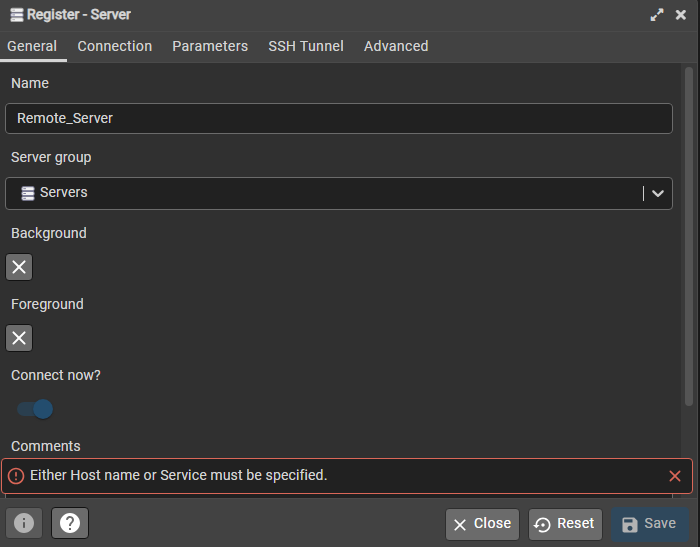 Register - Server
General Connection Parameters SSH Tunnel Advanced
Name
Remote_Server
Server group
Servers
Background
Foreground
Connect now?
Comments
Either Host name or Service must be specified.
Close Reset Save